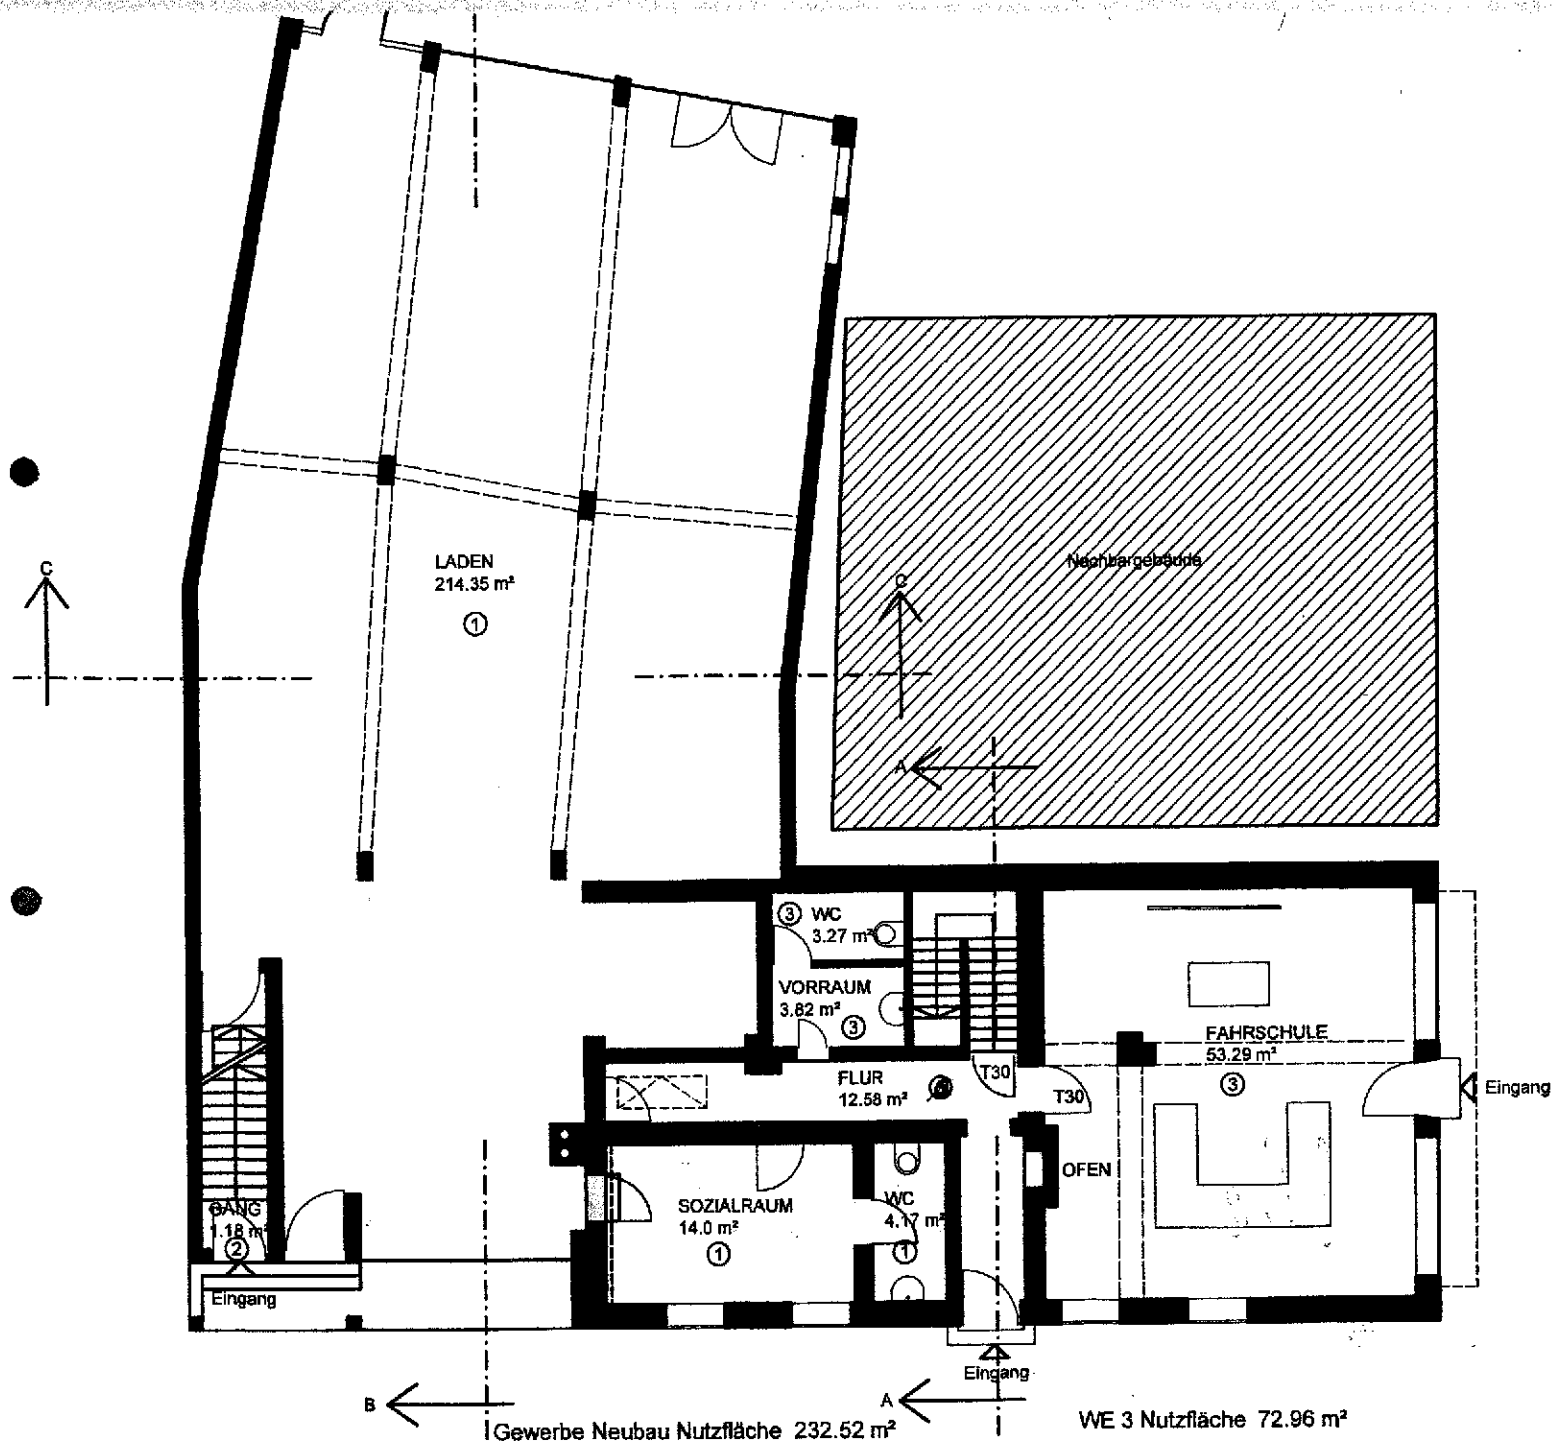 LADEN
214.35 m²
①
Nachbargebäude
C
C
A
③ WC
3.27 m²
VORRAUM
3.82 m²
③
FAHRSCHULE
53.29 m²
③
Eingang
FLUR
12.58 m²
T30
T30
OFEN
SOZIALRAUM
14.0 m²
①
WC
4.17 m²
①
GANG
1.18 m²
②
Eingang
Eingang
B
A
Gewerbe Neubau Nutzfläche 232.52 m²
WE 3 Nutzfläche 72.96 m²